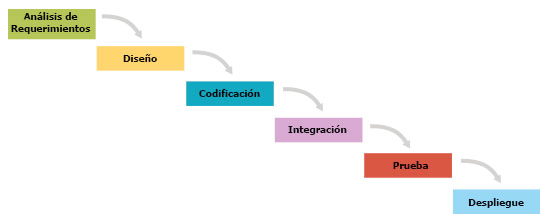 Análisis de
Requerimientos
Diseño
Codificación
Integración
Prueba
Despliegue